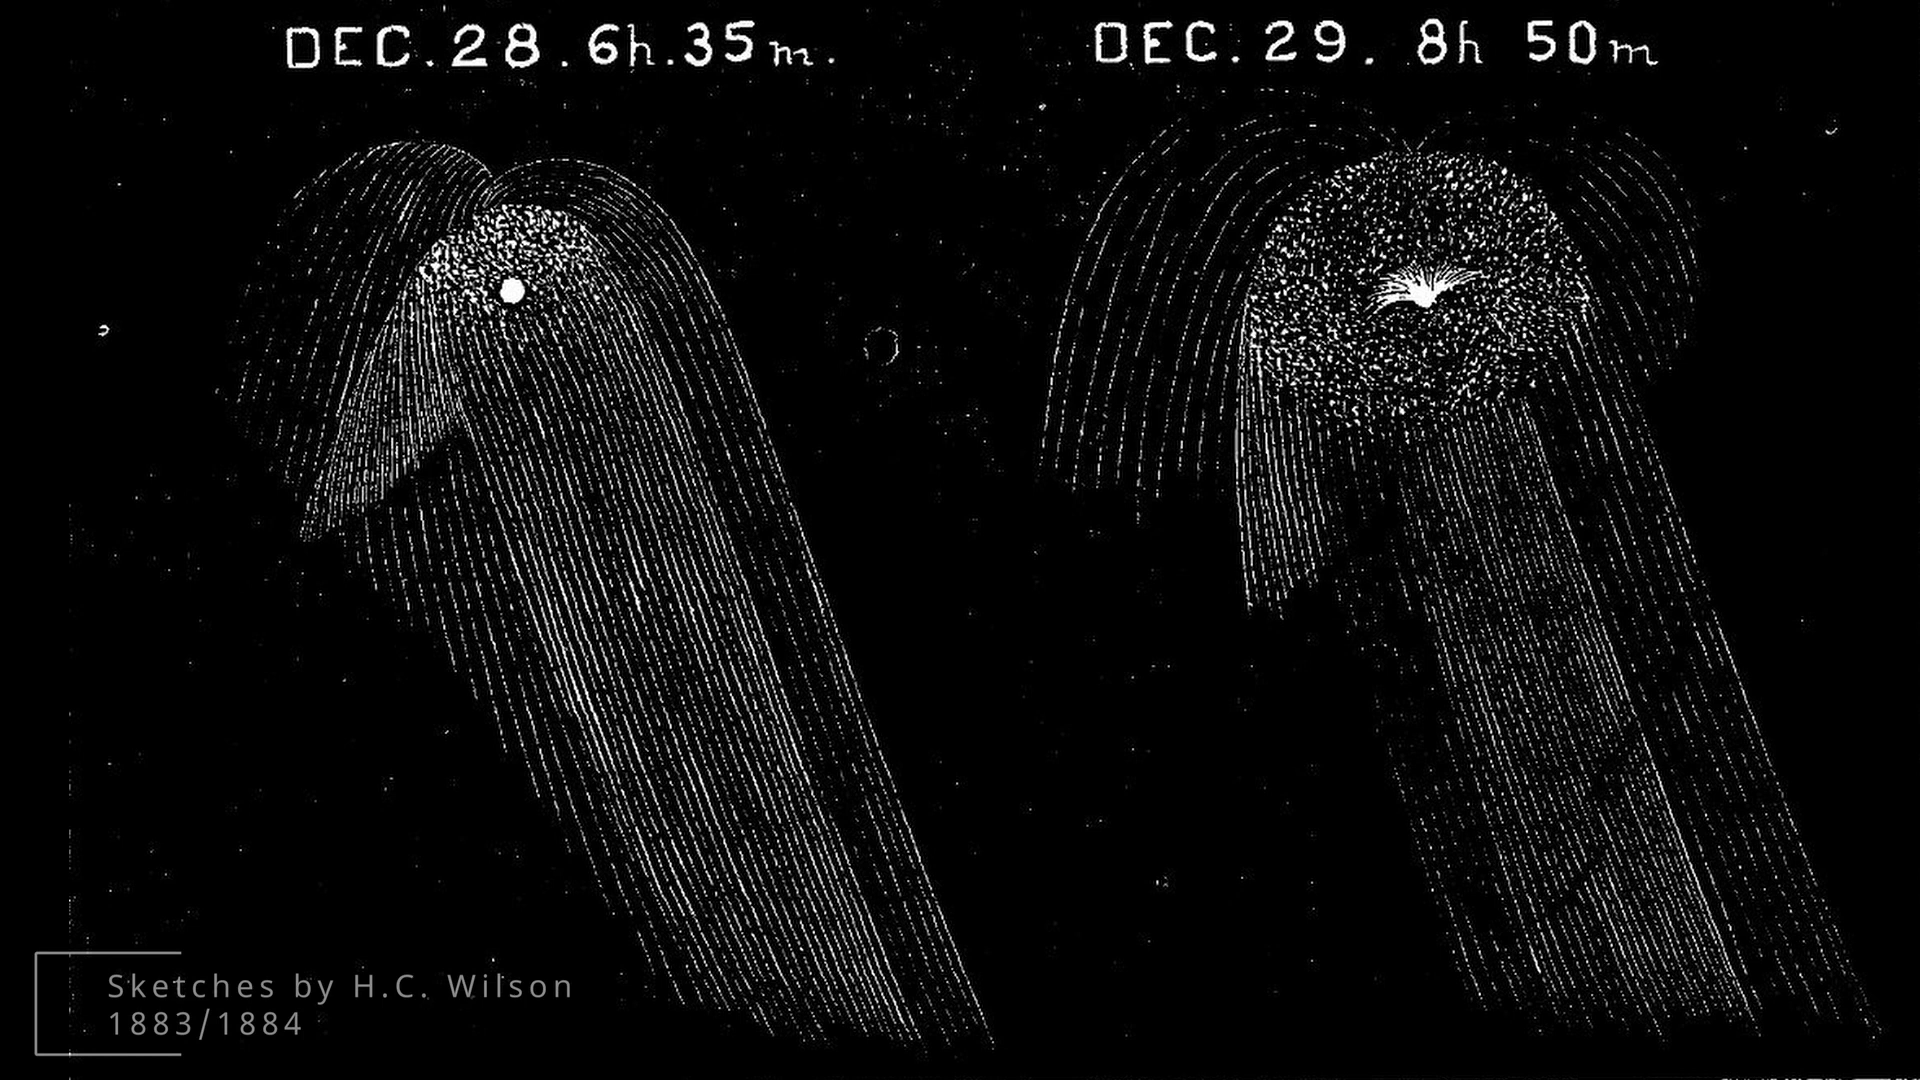 DEC. 28. 6h. 35m.
DEC. 29. 8h 50m
Sketches by H.C. Wilson
1883/1884